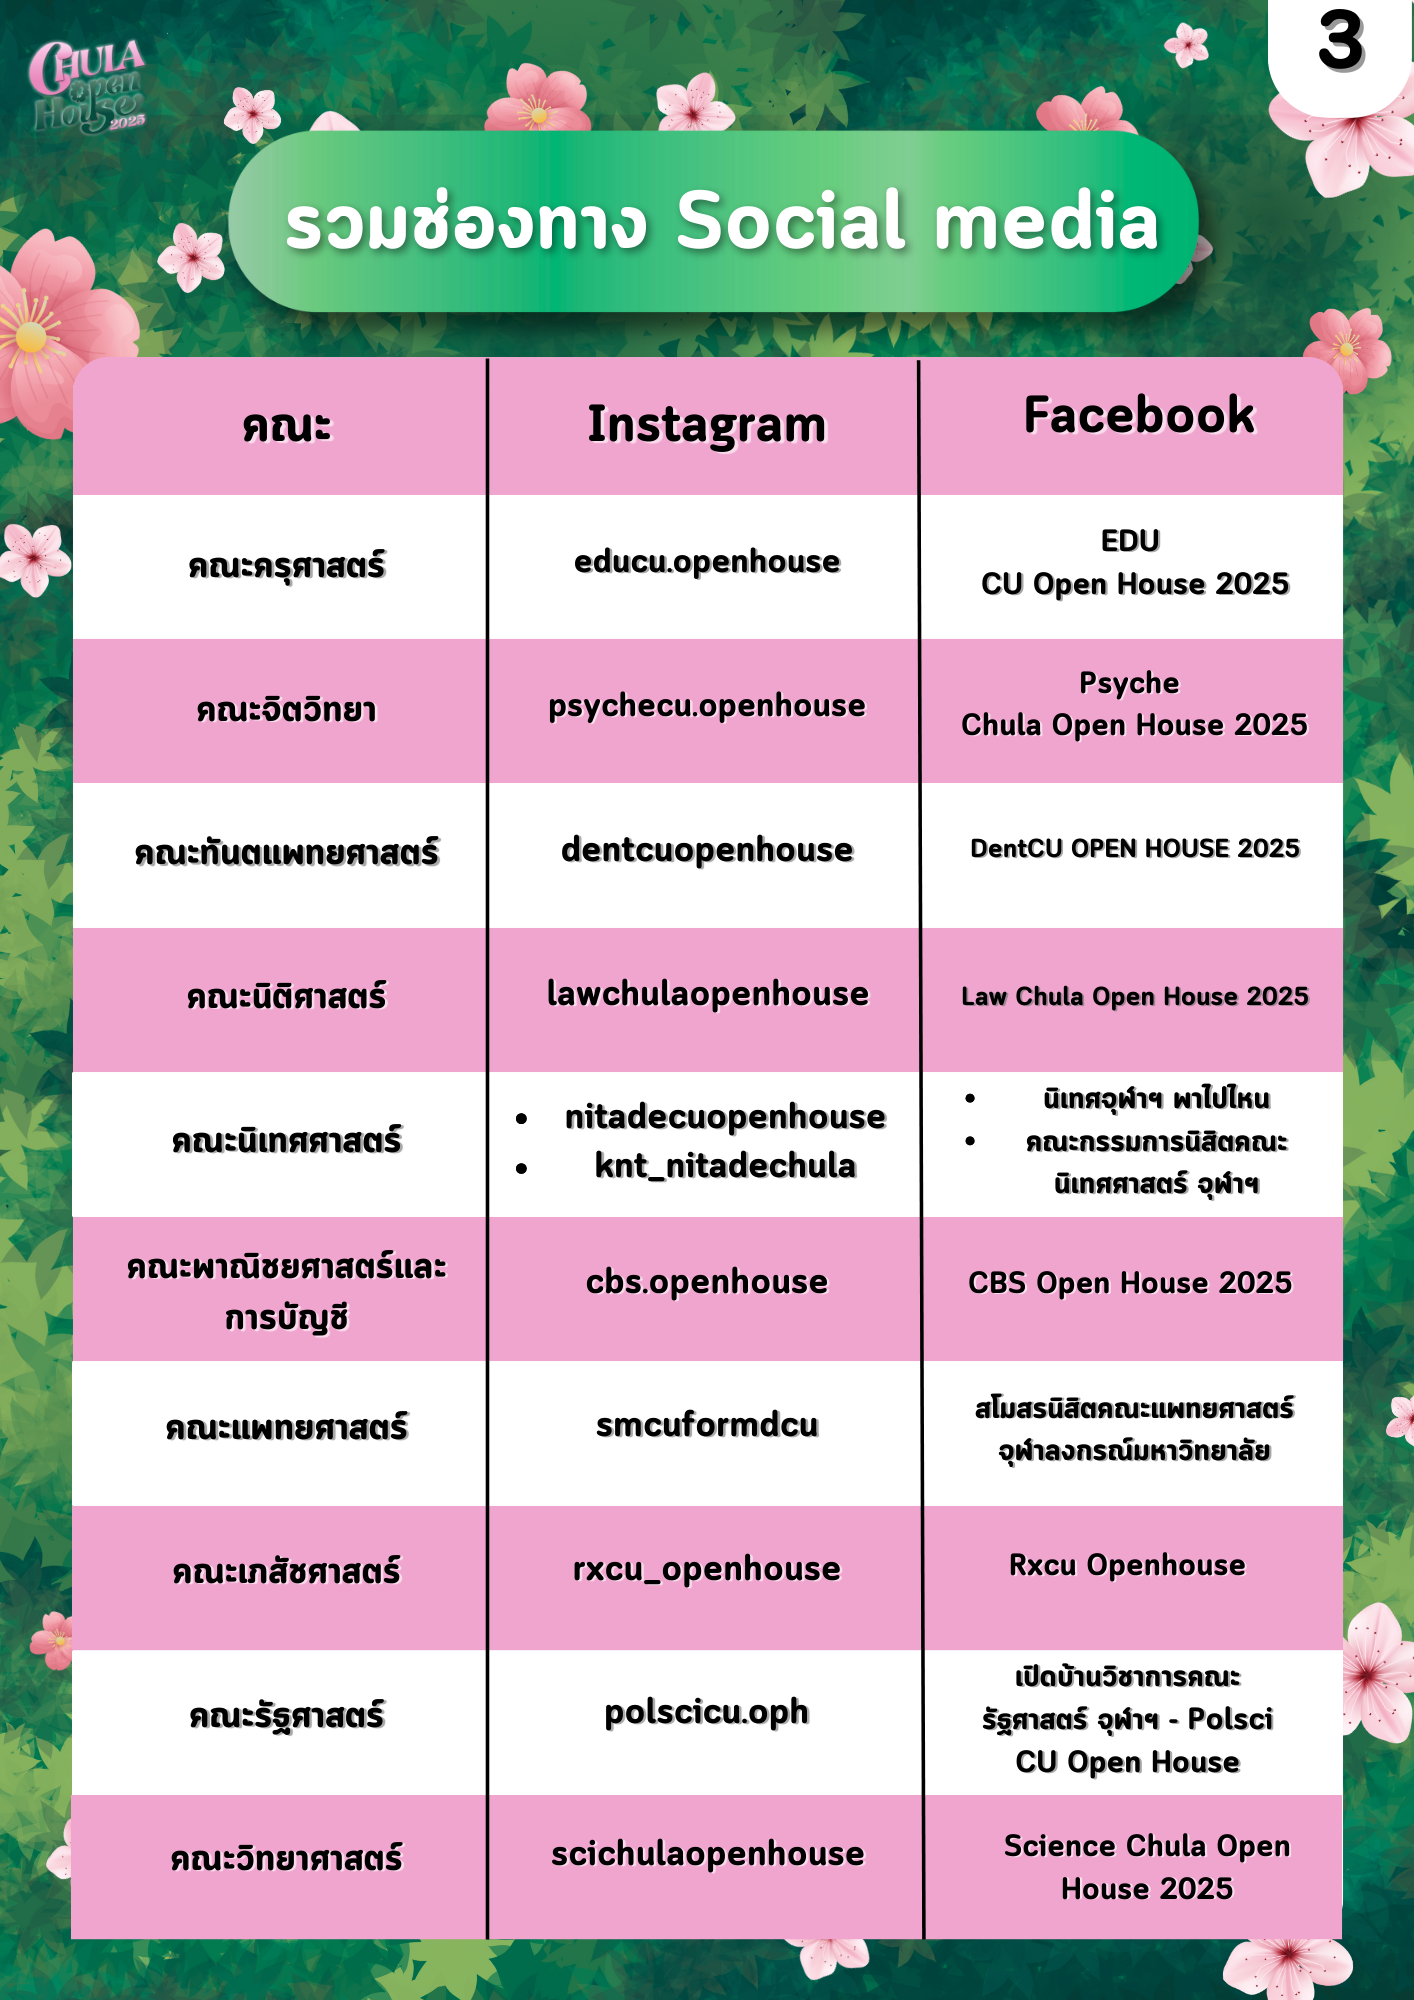 CHULA
Open
House
2025
3
รวมช่องทาง Social media
คณะ
Instagram
Facebook
คณะครุศาสตร์
educu.openhouse
EDU
CU Open House 2025
คณะจิตวิทยา
psychecu.openhouse
Psyche
Chula Open House 2025
คณะทันตแพทยศาสตร์
dentcuopenhouse
DentCU OPEN HOUSE 2025
คณะนิติศาสตร์
lawchulaopenhouse
Law Chula Open House 2025
คณะนิเทศศาสตร์
• nitadecuopenhouse
• knt_nitadechula
• นิเทศจุฬาฯ พาไปไหน
• คณะกรรมการนิสิตคณะ
นิเทศศาสตร์ จุฬาฯ
คณะพาณิชยศาสตร์และ
การบัญชี
cbs.openhouse
CBS Open House 2025
คณะแพทยศาสตร์
smcuformdcu
สโมสรนิสิตคณะแพทยศาสตร์
จุฬาลงกรณ์มหาวิทยาลัย
คณะเภสัชศาสตร์
rxcu_openhouse
Rxcu Openhouse
คณะรัฐศาสตร์
polscicu.oph
เปิดบ้านวิชาการคณะ
รัฐศาสตร์ จุฬาฯ - Polsci
CU Open House
คณะวิทยาศาสตร์
scichulaopenhouse
Science Chula Open
House 2025